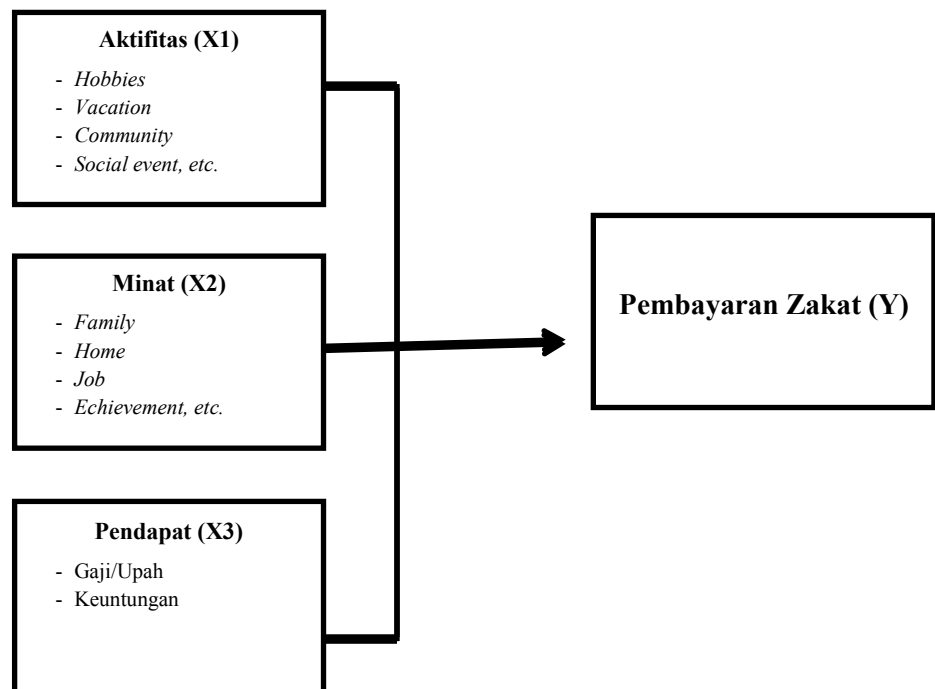 Aktifitas (X1)
- Hobbies
- Vacation
- Community
- Social event, etc.
Minat (X2)
- Family
- Home
- Job
- Echievement, etc.
Pendapat (X3)
- Gaji/Upah
- Keuntungan
Pembayaran Zakat (Y)